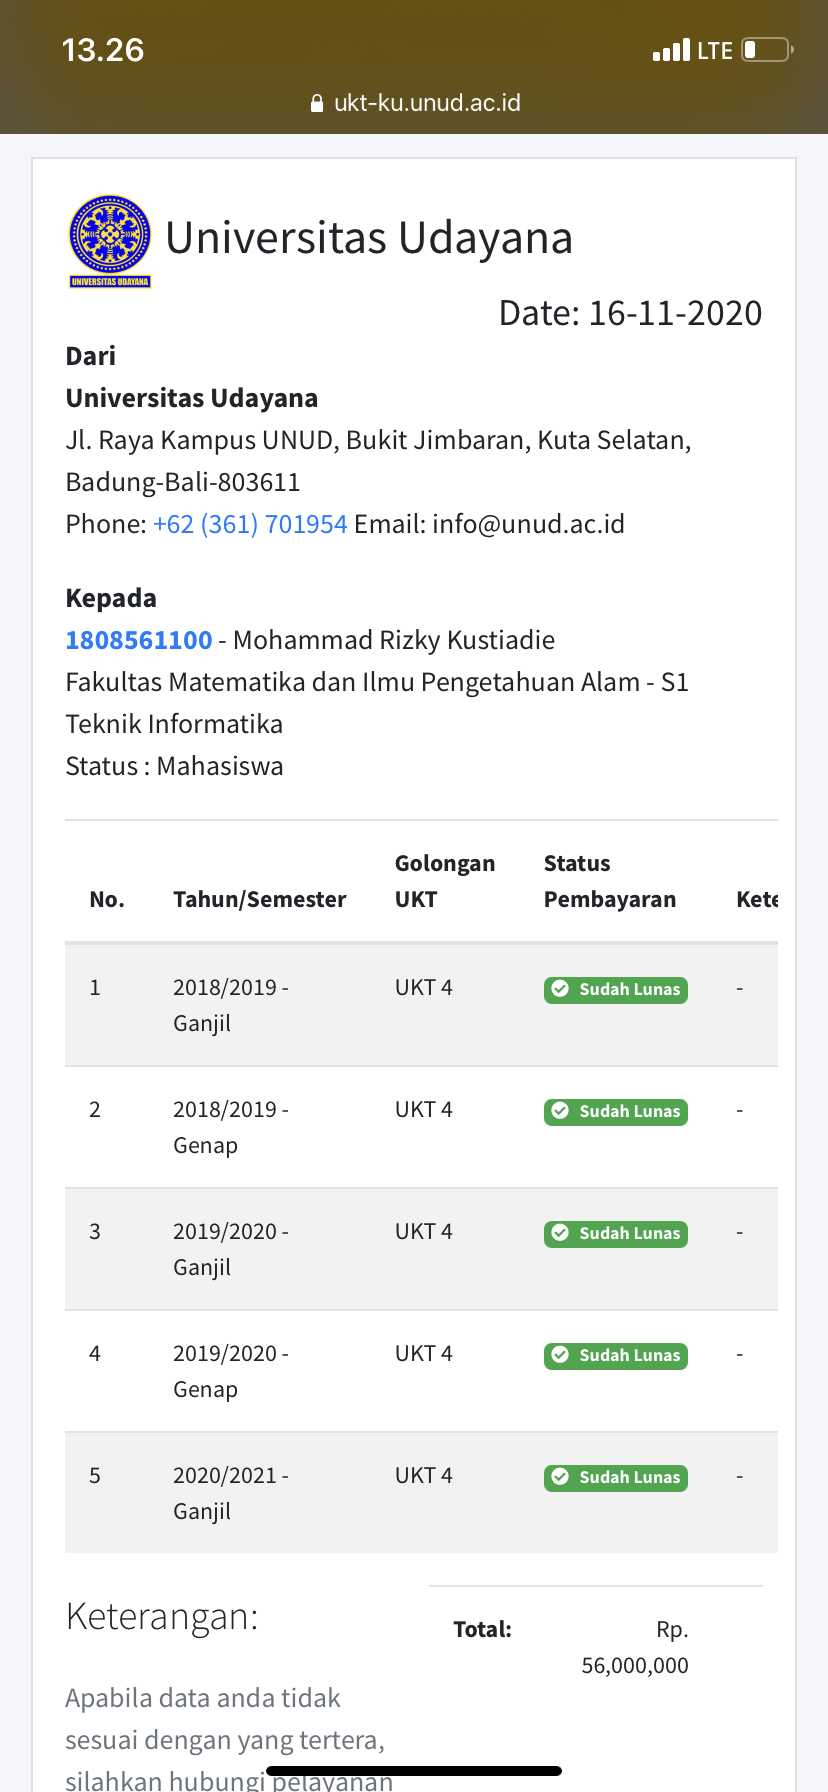 13.26
LTE
ukt-ku.unud.ac.id
UNIVERSITAS UDAYANA
Universitas Udayana
Date: 16-11-2020
Dari
Universitas Udayana
Jl. Raya Kampus UNUD, Bukit Jimbaran, Kuta Selatan,
Badung-Bali-803611
Phone: +62 (361) 701954 Email: info@unud.ac.id
Kepada
1808561100 - Mohammad Rizky Kustiadie
Fakultas Matematika dan Ilmu Pengetahuan Alam - S1
Teknik Informatika
Status : Mahasiswa
No. Tahun/Semester Golongan UKT Status Pembayaran Kete
1 2018/2019 - Ganjil UKT 4 Sudah Lunas -
2 2018/2019 - Genap UKT 4 Sudah Lunas -
3 2019/2020 - Ganjil UKT 4 Sudah Lunas -
4 2019/2020 - Genap UKT 4 Sudah Lunas -
5 2020/2021 - Ganjil UKT 4 Sudah Lunas -
Keterangan:
Apabila data anda tidak
sesuai dengan yang tertera,
silahkan hubungi pelayanan
Total: Rp.
56,000,000